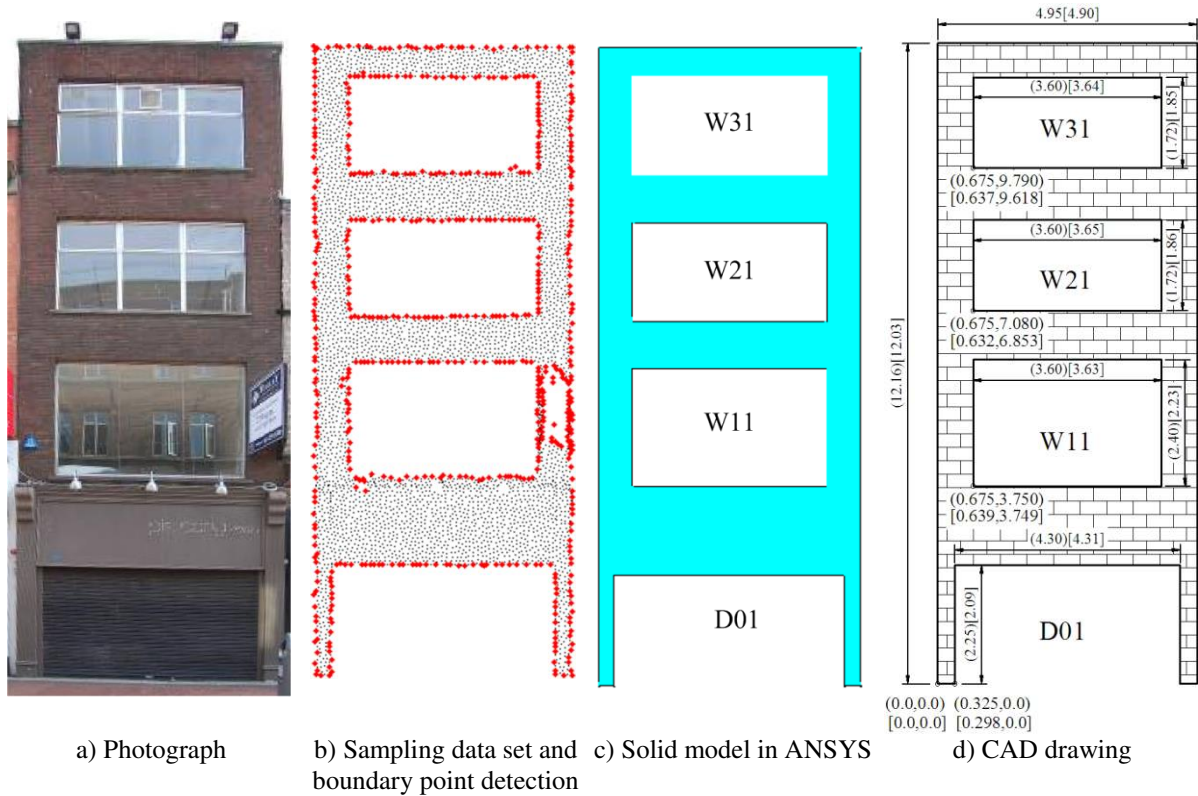 4.95[4.90]
(12.16)[12.03]
(3.60)[3.64]
(1.72)[1.85]
W31
(0.675,9.790)
[0.637,9.618]
(3.60)[3.65]
(1.72)[1.86]
W21
(0.675,7.080)
[0.632,6.853]
(3.60)[3.63]
(2.40)[2.23]
W11
(0.675,3.750)
[0.639,3.749]
(4.30)[4.31]
(2.25)[2.09]
D01
(0.0,0.0) (0.325,0.0)
[0.0,0.0] [0.298,0.0]
W31
W21
W11
D01
a) Photograph
b) Sampling data set and
boundary point detection
c) Solid model in ANSYS
d) CAD drawing